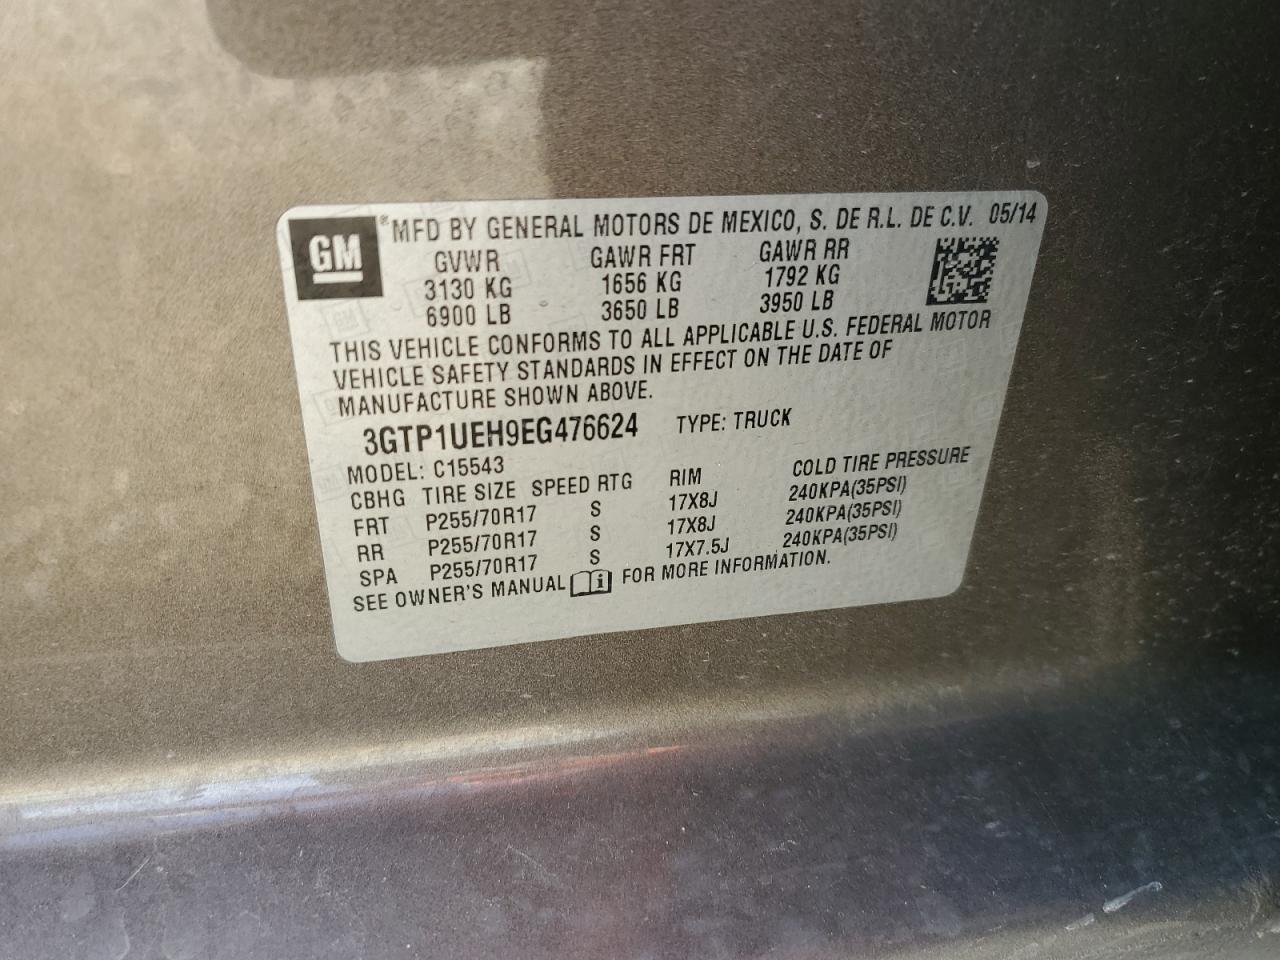 GM ® MFD BY GENERAL MOTORS DE MEXICO, S. DE R.L. DE C.V. 05/14
GVWR GAWR FRT GAWR RR
3130 KG 1656 KG 1792 KG
6900 LB 3650 LB 3950 LB
THIS VEHICLE CONFORMS TO ALL APPLICABLE U.S. FEDERAL MOTOR
VEHICLE SAFETY STANDARDS IN EFFECT ON THE DATE OF
MANUFACTURE SHOWN ABOVE.
3GTP1UEH9EG476624 TYPE: TRUCK
MODEL: C15543
CBHG TIRE SIZE SPEED RTG RIM COLD TIRE PRESSURE
FRT P255/70R17 S 17X8J 240KPA(35PSI)
RR P255/70R17 S 17X8J 240KPA(35PSI)
SPA P255/70R17 S 17X7.5J 240KPA(35PSI)
SEE OWNER'S MANUAL i FOR MORE INFORMATION.